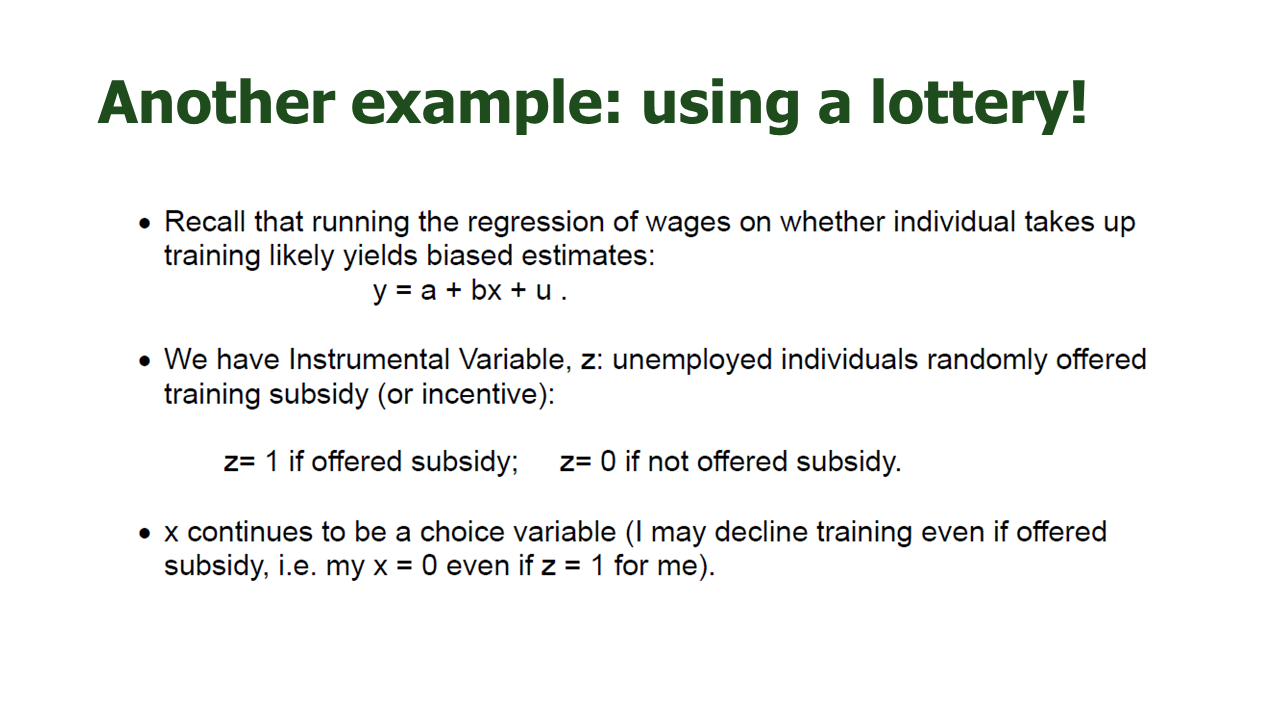 Another example: using a lottery!
• Recall that running the regression of wages on whether individual takes up
training likely yields biased estimates:
y = a + bx + u .
• We have Instrumental Variable, z: unemployed individuals randomly offered
training subsidy (or incentive):
z= 1 if offered subsidy; z= 0 if not offered subsidy.
• x continues to be a choice variable (I may decline training even if offered
subsidy, i.e. my x = 0 even if z = 1 for me).